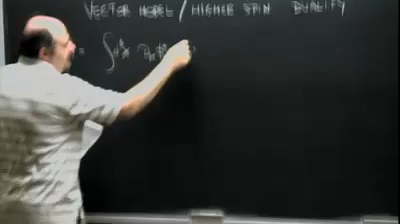 VECTOR MODEL / HIGHER SPIN DUALITY
= ∫